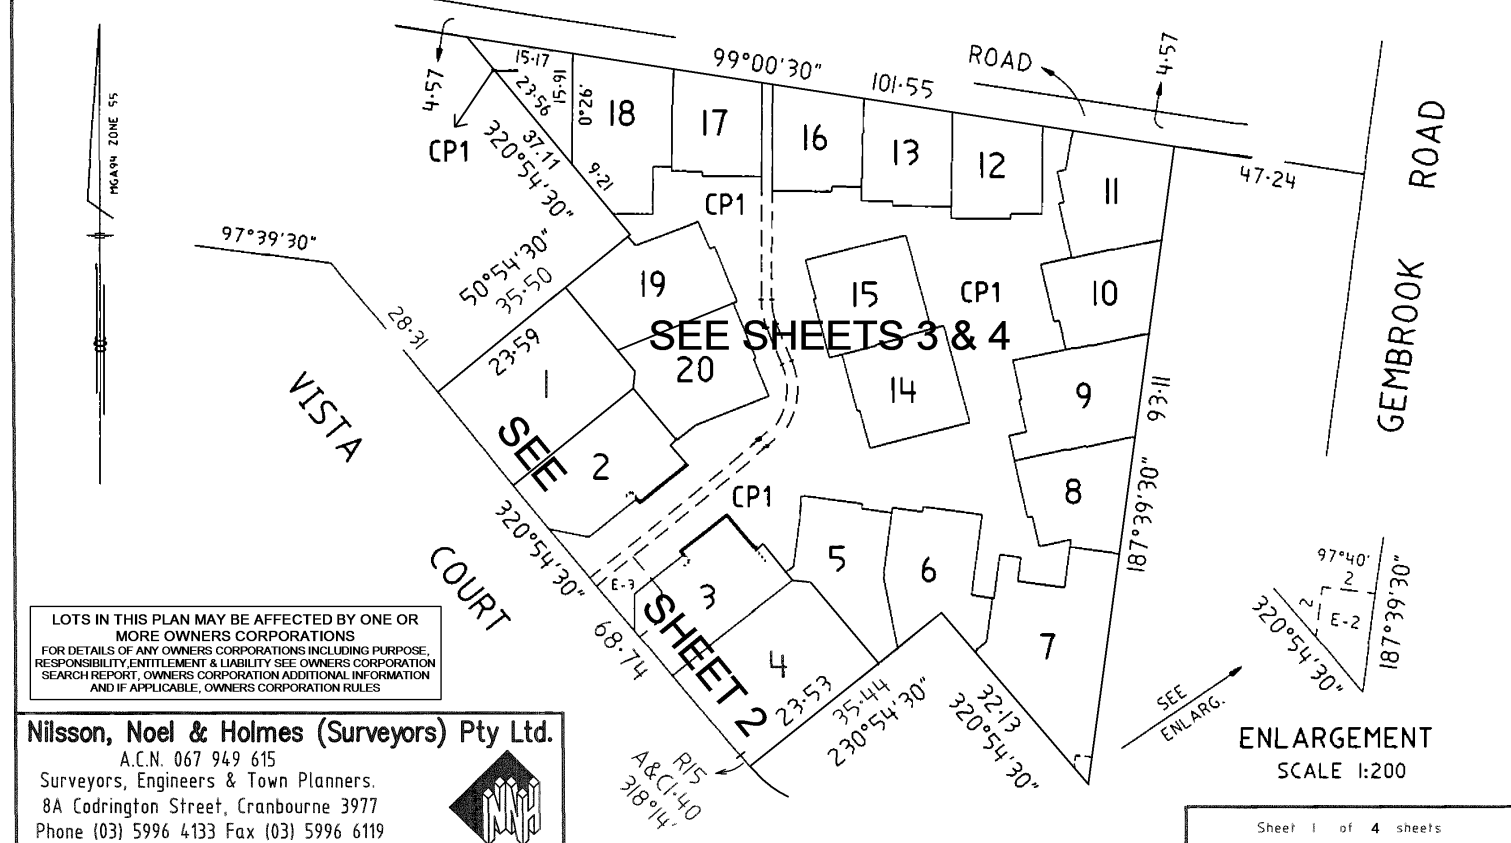 MGA94 ZONE 55
4·57
15·17
99°00'30"
101·55
ROAD
4·57
47·24
GEMBROOK ROAD
23·56
15·91
0°26'
37.11
320°54'30"
9·21
CP1
18
17
16
13
12
11
CP1
97°39'30"
50°54'30"
35·50
28·31
19
15
CP1
10
SEE SHEETS 3 & 4
23·59
1
20
14
9
93·11
VISTA
COURT
SEE
SHEET 2
2
8
187°39'30"
CP1
320°54'30"
68·74
E-3
3
5
6
7
4
23·53
35·44
230°54'30"
32·13
320°54'30"
R15
A&C1·40
318°14'
SEE
ENLARG.
97°40'
2
2
E-2
320°54'30"
187°39'30"
ENLARGEMENT
SCALE 1:200
LOTS IN THIS PLAN MAY BE AFFECTED BY ONE OR
MORE OWNERS CORPORATIONS
FOR DETAILS OF ANY OWNERS CORPORATIONS INCLUDING PURPOSE,
RESPONSIBILITY,ENTITLEMENT & LIABILITY SEE OWNERS CORPORATION
SEARCH REPORT, OWNERS CORPORATION ADDITIONAL INFORMATION
AND IF APPLICABLE, OWNERS CORPORATION RULES
Nilsson, Noel & Holmes (Surveyors) Pty Ltd.
A.C.N. 067 949 615
Surveyors, Engineers & Town Planners.
8A Codrington Street, Cranbourne 3977
Phone (03) 5996 4133 Fax (03) 5996 6119
NNH
Sheet 1 of 4 sheets